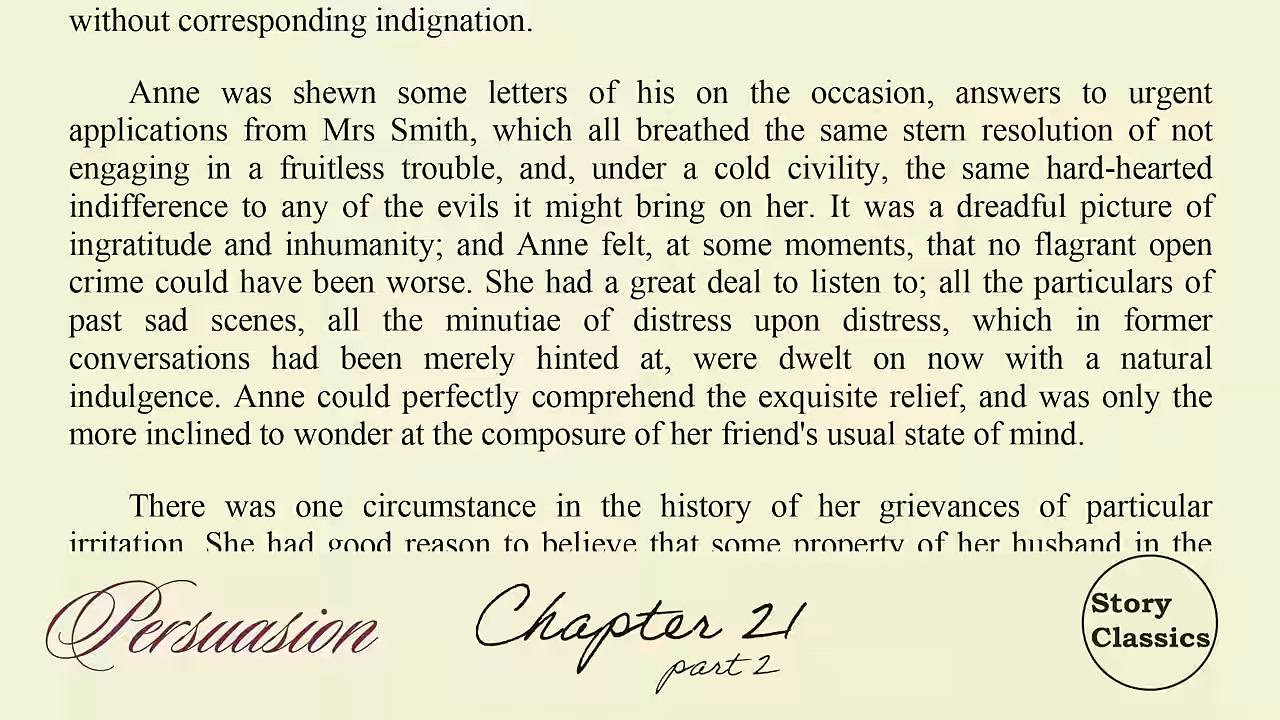 without corresponding indignation.
Anne was shewn some letters of his on the occasion, answers to urgent
applications from Mrs Smith, which all breathed the same stern resolution of not
engaging in a fruitless trouble, and, under a cold civility, the same hard-hearted
indifference to any of the evils it might bring on her. It was a dreadful picture of
ingratitude and inhumanity; and Anne felt, at some moments, that no flagrant open
crime could have been worse. She had a great deal to listen to; all the particulars of
past sad scenes, all the minutiae of distress upon distress, which in former
conversations had been merely hinted at, were dwelt on now with a natural
indulgence. Anne could perfectly comprehend the exquisite relief, and was only the
more inclined to wonder at the composure of her friend's usual state of mind.
There was one circumstance in the history of her grievances of particular
irritation. She had good reason to believe that some property of her husband in the
Persuasion
Chapter 21
part 2
Story
Classics